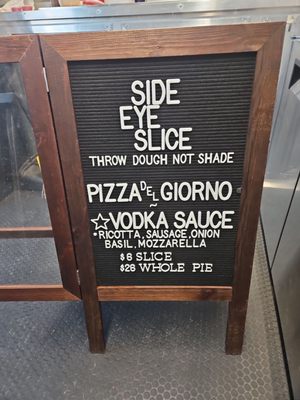 SIDE
EYE
SLICE
THROW DOUGH NOT SHADE
PIZZA DEL GIORNO
~
☆VODKA SAUCE
*RICOTTA, SAUSAGE, ONION
BASIL, MOZZARELLA
$6 SLICE
$26 WHOLE PIE